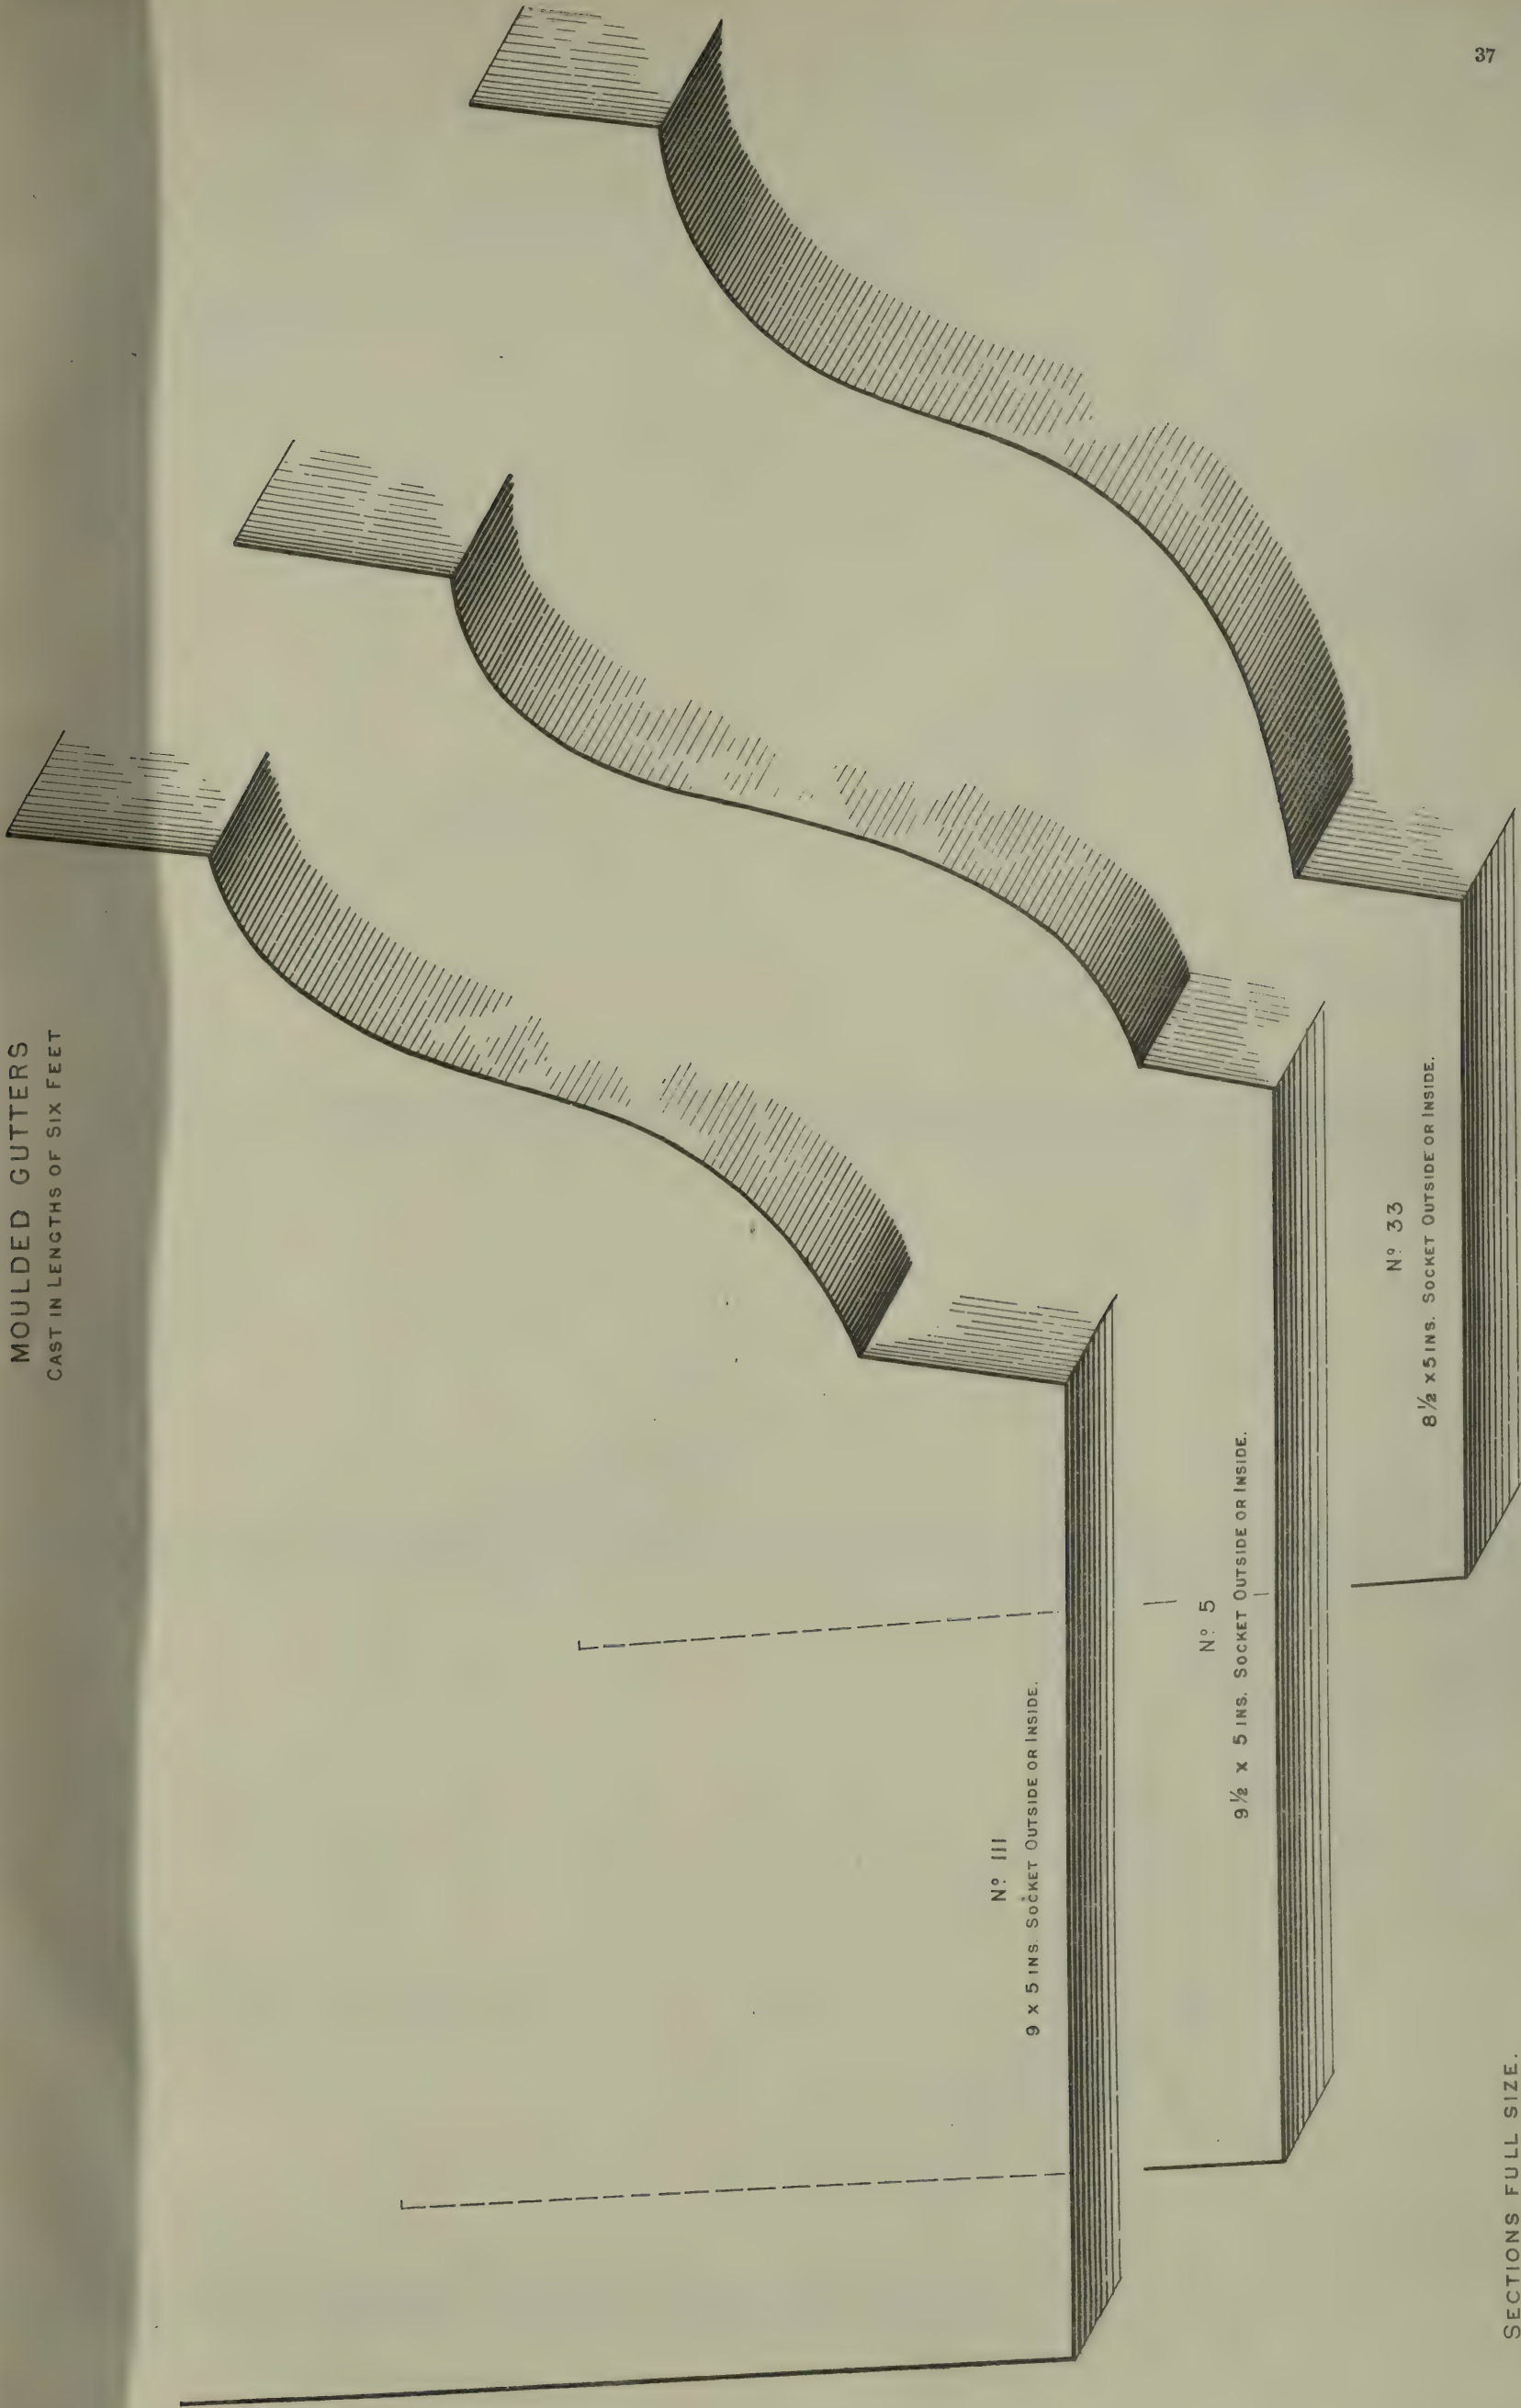 37
MOULDED GUTTERS
CAST IN LENGTHS OF SIX FEET
Nº 111
9 x 5 INS. SOCKET OUTSIDE OR INSIDE.
Nº 5
9½ x 5 INS. SOCKET OUTSIDE OR INSIDE.
Nº 33
8½ x 5 INS. SOCKET OUTSIDE OR INSIDE.
SECTIONS FULL SIZE.